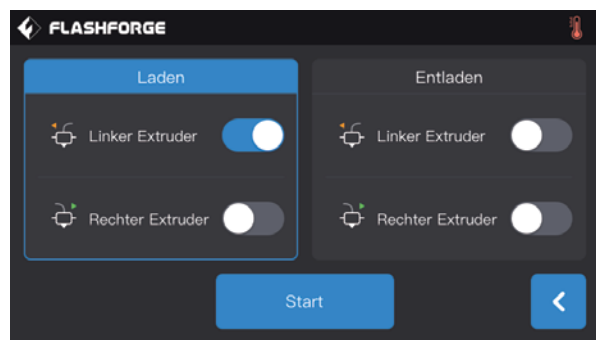 FLASHFORGE
Laden
Linker Extruder
Rechter Extruder
Entladen
Linker Extruder
Rechter Extruder
Start